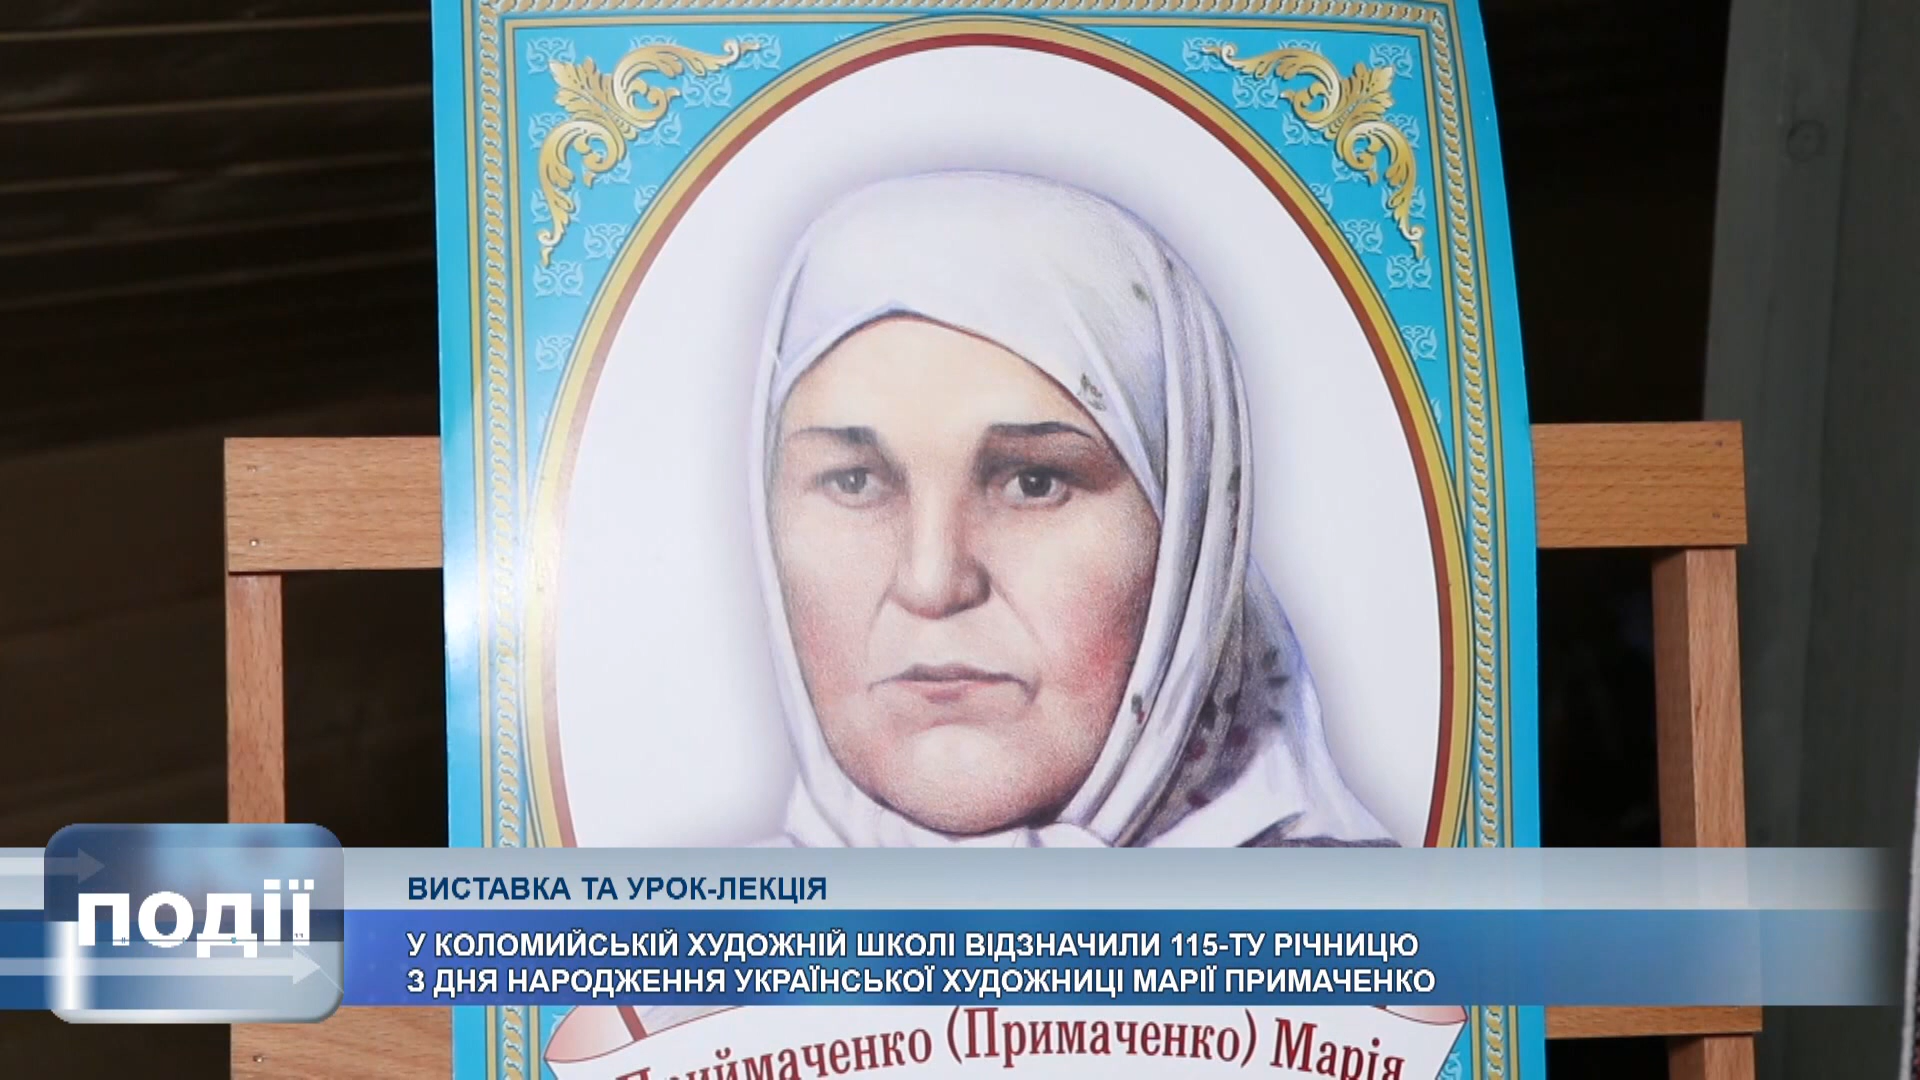 події
ВИСТАВКА ТА УРОК-ЛЕКЦІЯ
У КОЛОМИЙСЬКІЙ ХУДОЖНІЙ ШКОЛІ ВІДЗНАЧИЛИ 115-ТУ РІЧНИЦЮ
З ДНЯ НАРОДЖЕННЯ УКРАЇНСЬКОЇ ХУДОЖНИЦІ МАРІЇ ПРИМАЧЕНКО
Приймаченко (Примаченко) Марія